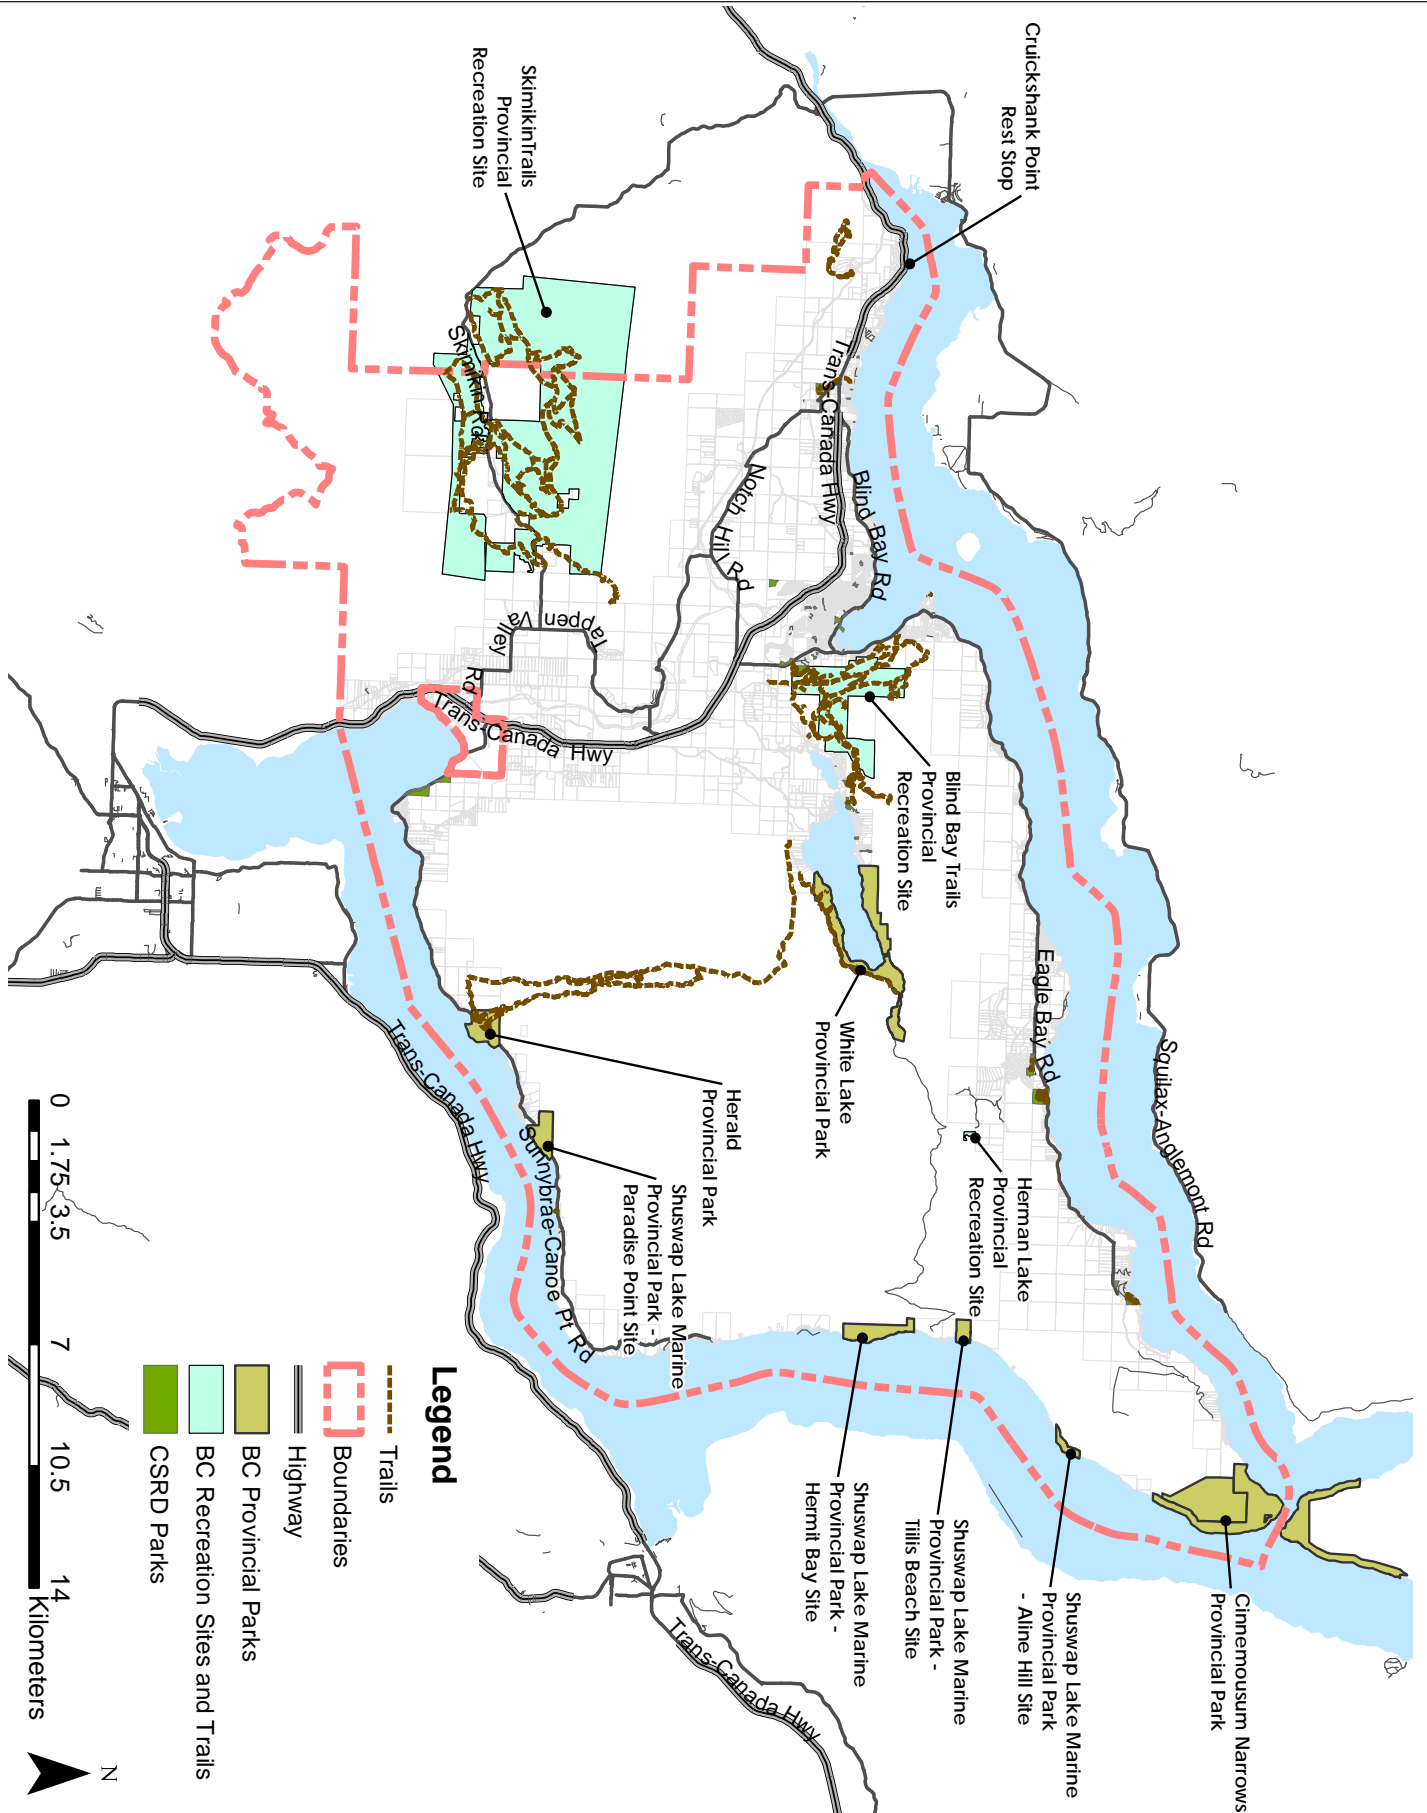 Cruickshank Point
Rest Stop
SkimikinTrails
Provincial
Recreation Site
Skimikin Rd
Trans-Canada Hwy
Blind Bay Rd
Notch Hill Rd
Tappen Valley Rd
Trans-Canada Hwy
Blind Bay Trails
Provincial
Recreation Site
Eagle Bay Rd
Squilax-Anglemont Rd
White Lake
Provincial Park
Herald
Provincial Park
Herman Lake
Provincial
Recreation Site
Trans-Canada Hwy
Sunnybrae-Canoe Pt Rd
Shuswap Lake Marine
Provincial Park -
Paradise Point Site
Shuswap Lake Marine
Provincial Park -
Hermit Bay Site
Shuswap Lake Marine
Provincial Park -
Tillis Beach Site
Shuswap Lake Marine
Provincial Park
- Aline Hill Site
Cinnemousum Narrows
Provincial Park
Trans-Canada Hwy
Legend
Trails
Boundaries
Highway
BC Provincial Parks
BC Recreation Sites and Trails
CSRD Parks
0 1.75 3.5 7 10.5 14
Kilometers
N